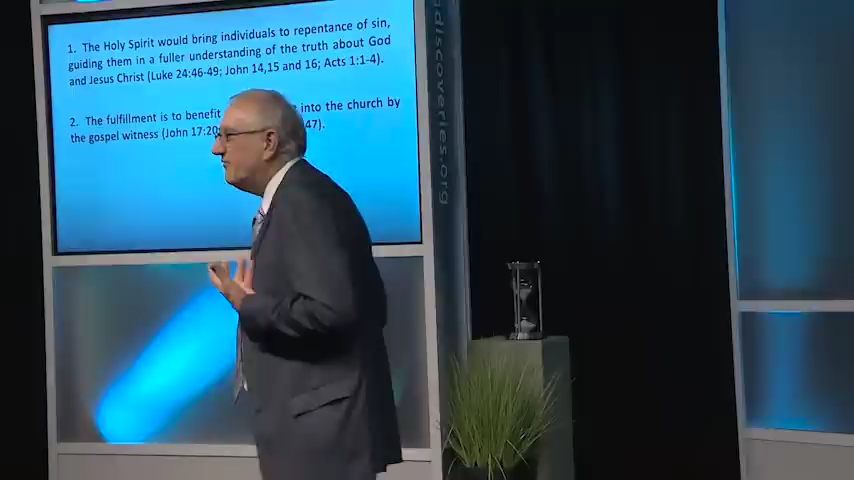 1. The Holy Spirit would bring individuals to repentance of sin,
guiding them in a fuller understanding of the truth about God
and Jesus Christ (Luke 24:46-49; John 14,15 and 16; Acts 1:1-4).
2. The fulfillment is to benefit into the church by
the gospel witness (John 17:20 47).
odiscoveries.org